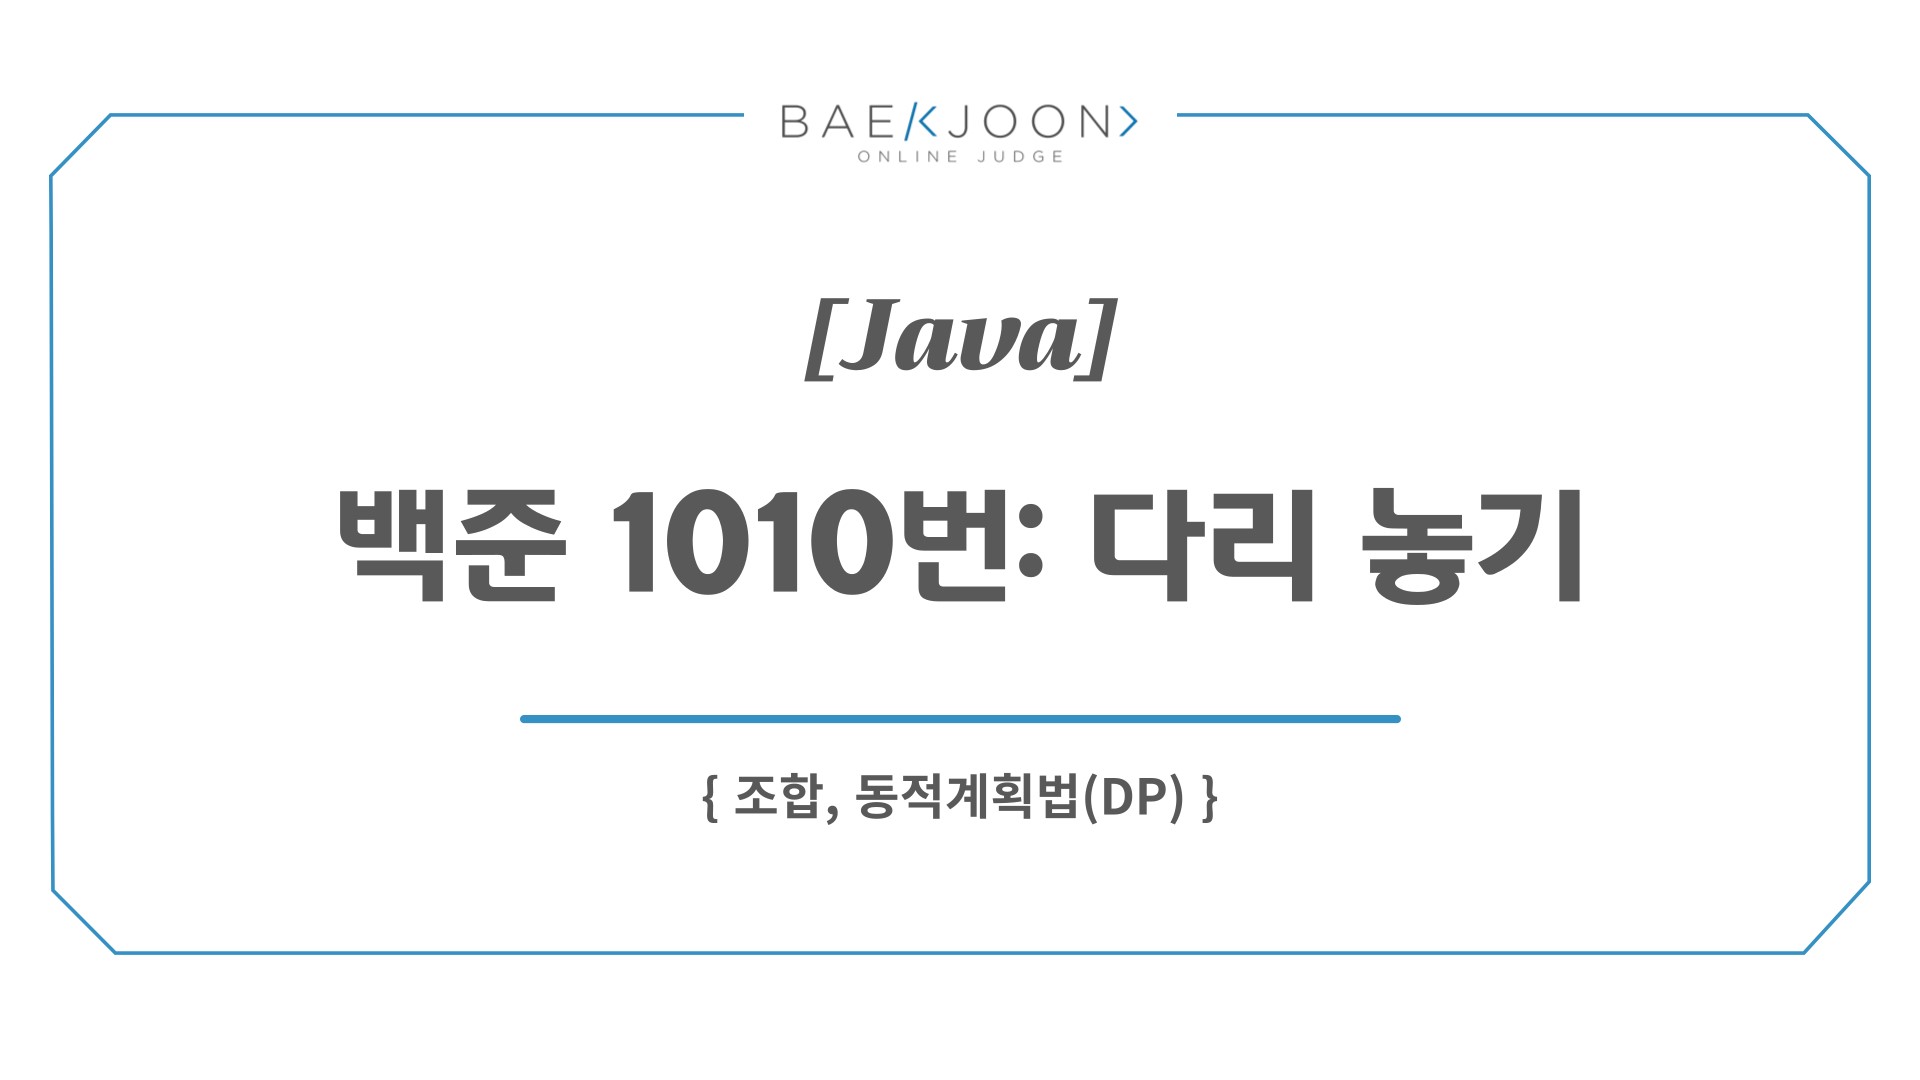 BAEKJOON>
ONLINE JUDGE
[Java]
백준 1010번: 다리 놓기
{ 조합, 동적계획법(DP) }